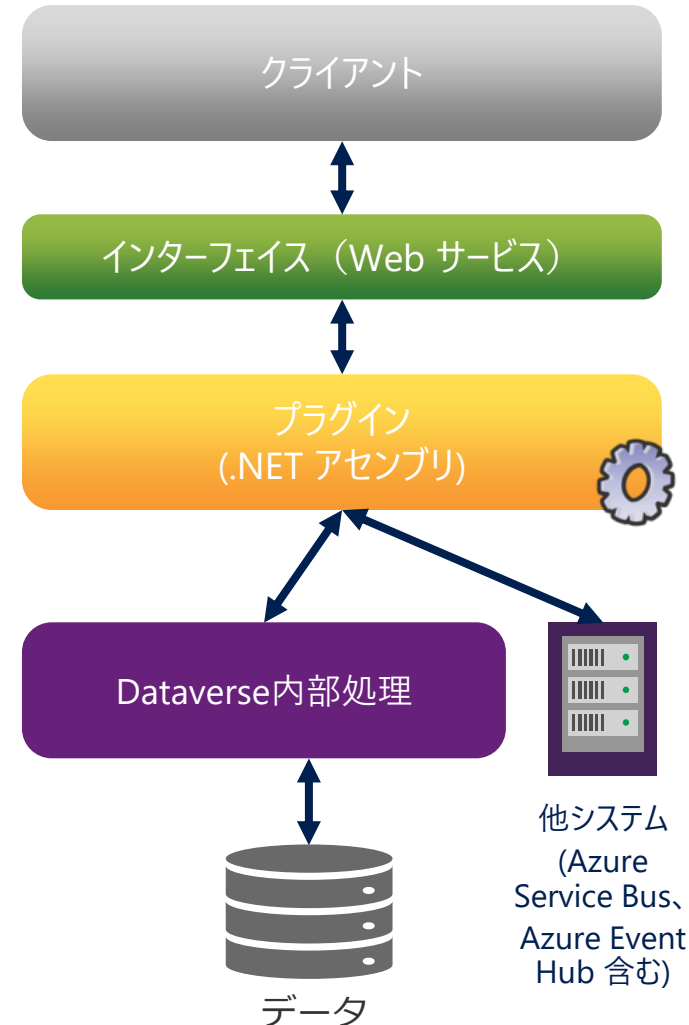 クライアント
インターフェイス（Web サービス）
プラグイン
(.NET アセンブリ)
Dataverse内部処理
他システム
(Azure
Service Bus、
Azure Event
Hub 含む)
データ